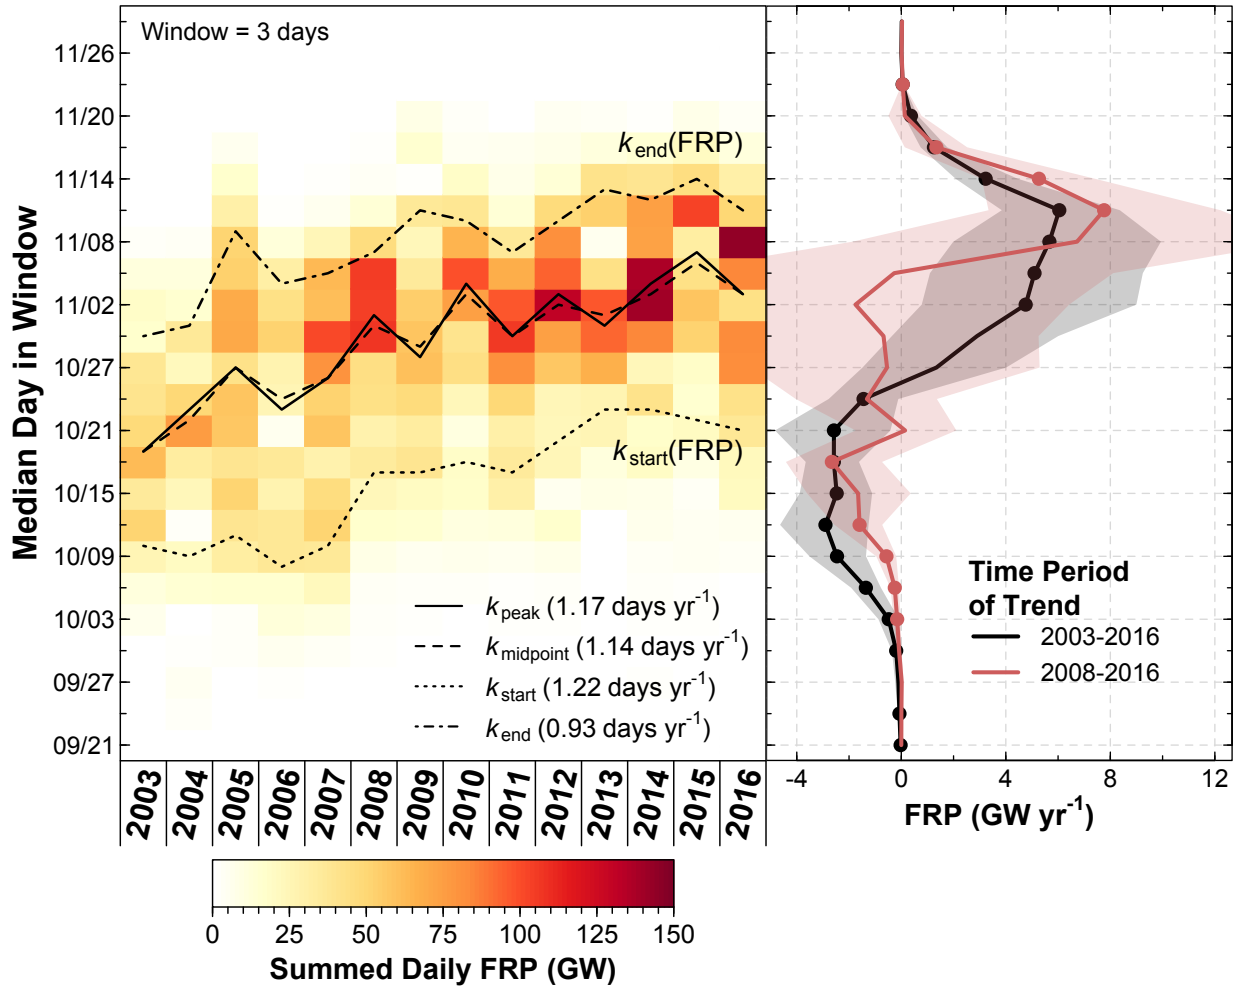 Window = 3 days
Median Day in Window
11/26
11/20
11/14
11/08
11/02
10/27
10/21
10/15
10/09
10/03
09/27
09/21
kend(FRP)
kstart(FRP)
kpeak (1.17 days yr-1)
kmidpoint (1.14 days yr-1)
kstart (1.22 days yr-1)
kend (0.93 days yr-1)
2003 2004 2005 2006 2007 2008 2009 2010 2011 2012 2013 2014 2015 2016
0 25 50 75 100 125 150
Summed Daily FRP (GW)
Time Period
of Trend
2003-2016
2008-2016
-4 0 4 8 12
FRP (GW yr-1)